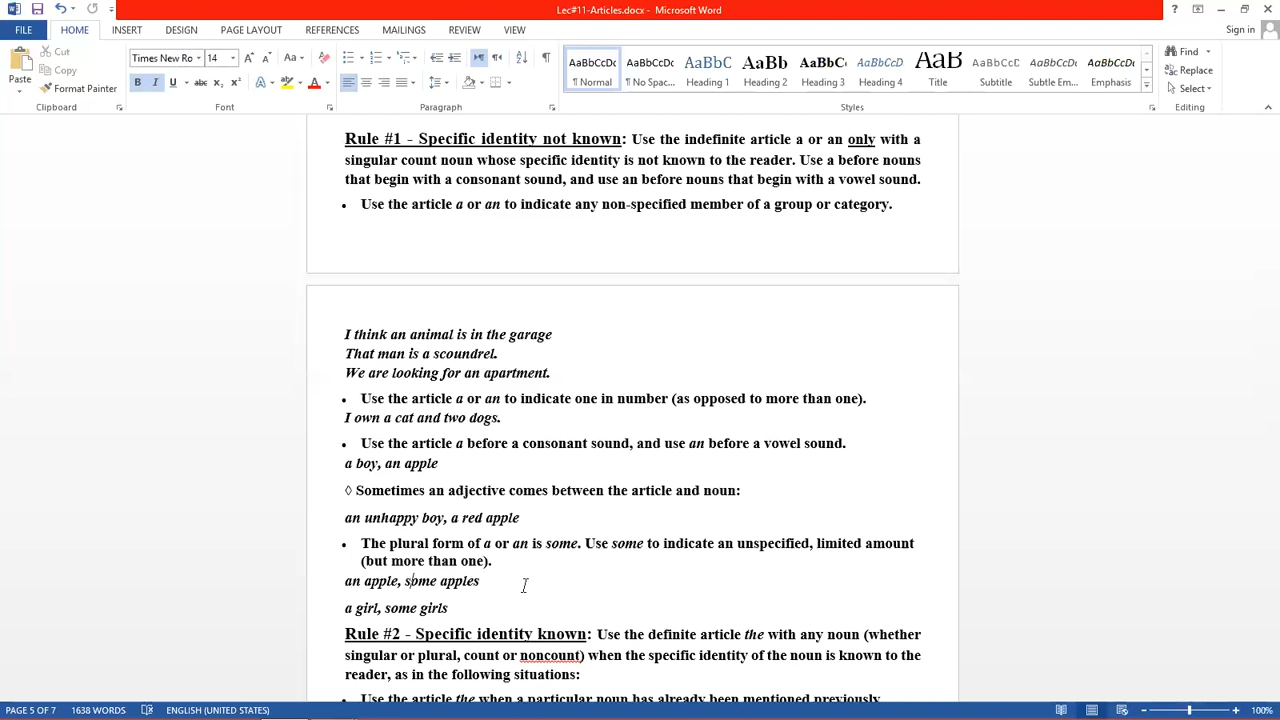 Lec#11-Articles.docx - Microsoft Word
FILE HOME INSERT DESIGN PAGE LAYOUT REFERENCES MAILINGS REVIEW VIEW Sign in
Paste Cut Copy Format Painter
Times New Ro 14
AaBbCcDc AaBbCcDc AaBbC AaBb AaBbC AaBbCcD AaB AaBbCcD AaBbCcDc AaBbCcDc
¶ Normal ¶ No Spac... Heading 1 Heading 2 Heading 3 Heading 4 Title Subtitle Subtle Em... Emphasis
Find Replace Select
Clipboard Font Paragraph Styles Editing
Rule #1 - Specific identity not known: Use the indefinite article a or an only with a
singular count noun whose specific identity is not known to the reader. Use a before nouns
that begin with a consonant sound, and use an before nouns that begin with a vowel sound.
• Use the article a or an to indicate any non-specified member of a group or category.
I think an animal is in the garage
That man is a scoundrel.
We are looking for an apartment.
• Use the article a or an to indicate one in number (as opposed to more than one).
I own a cat and two dogs.
• Use the article a before a consonant sound, and use an before a vowel sound.
a boy, an apple
◊ Sometimes an adjective comes between the article and noun:
an unhappy boy, a red apple
• The plural form of a or an is some. Use some to indicate an unspecified, limited amount
(but more than one).
an apple, some apples
a girl, some girls
Rule #2 - Specific identity known: Use the definite article the with any noun (whether
singular or plural, count or noncount) when the specific identity of the noun is known to the
reader, as in the following situations:
• Use the article the when a particular noun has already been mentioned previously.
PAGE 5 OF 7 1638 WORDS ENGLISH (UNITED STATES) 100%